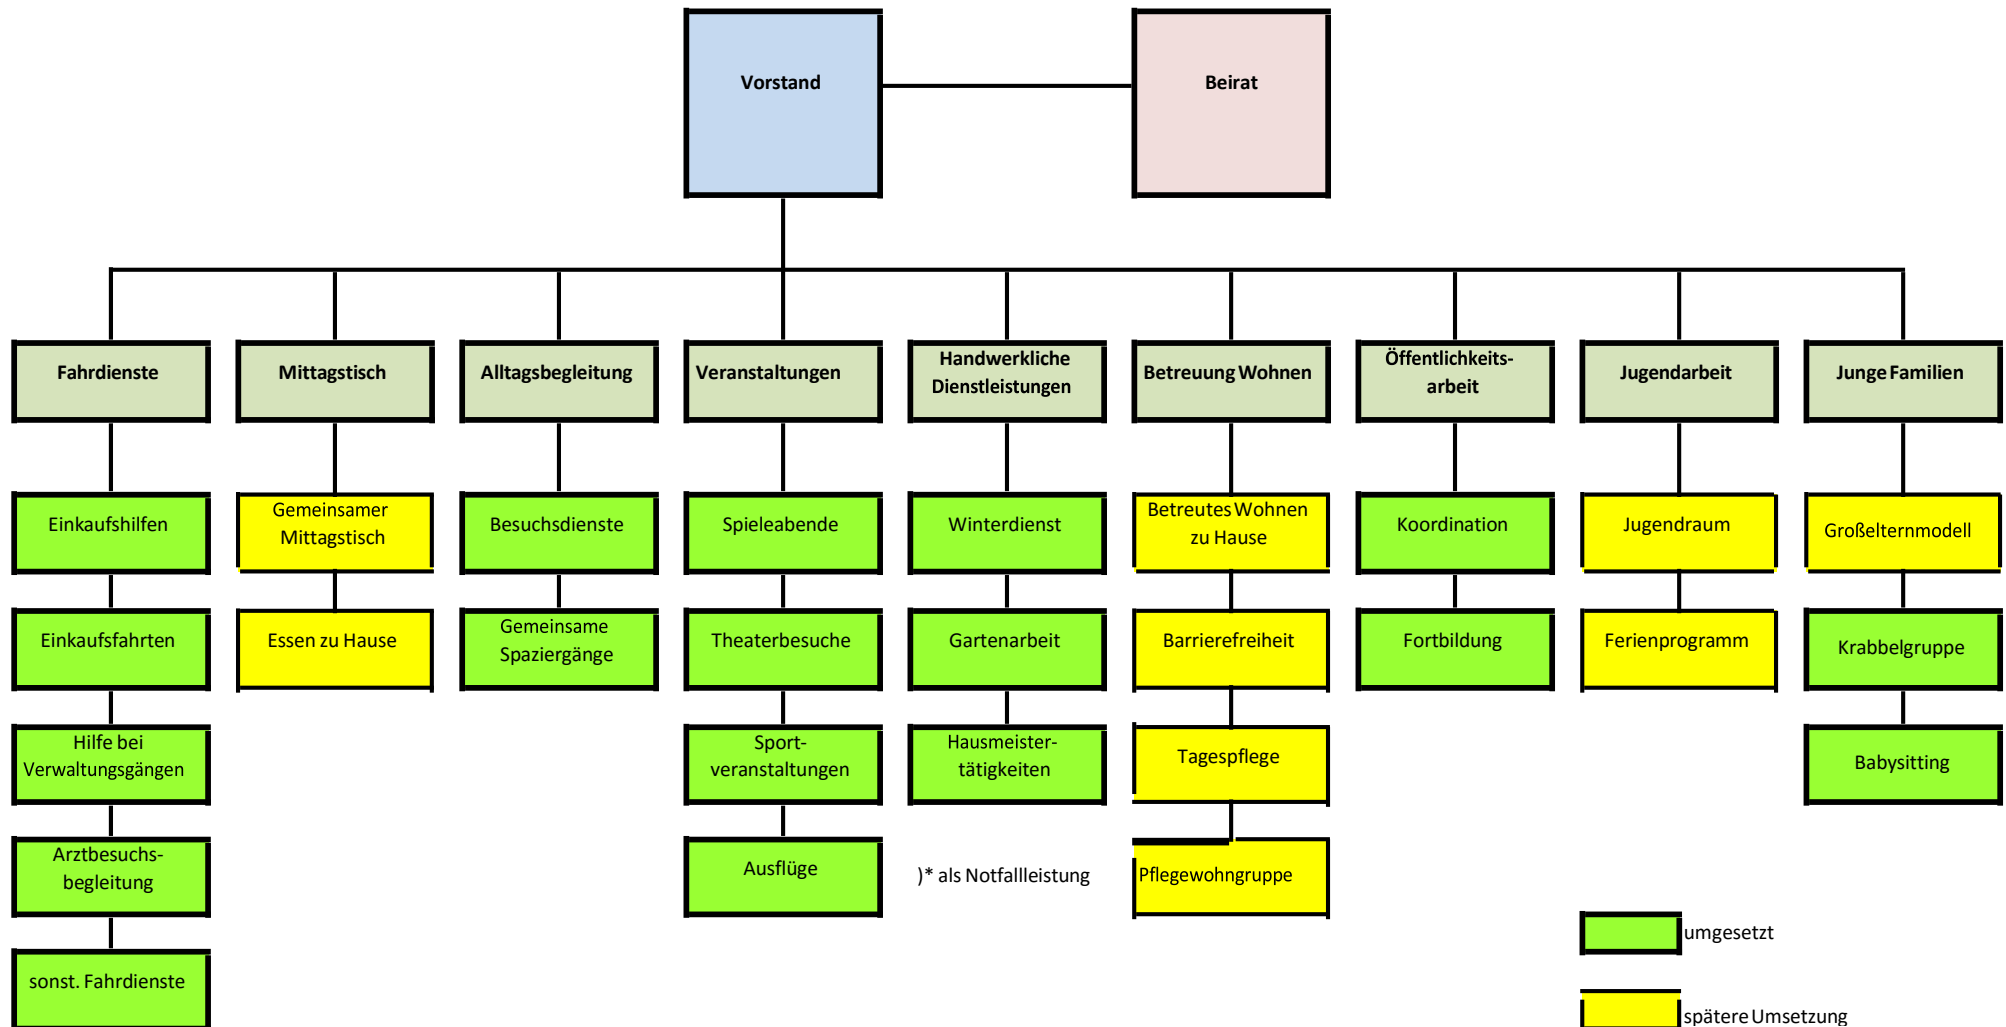 Vorstand
Beirat
Fahrdienste
Mittagstisch
Alltagsbegleitung
Veranstaltungen
Handwerkliche
Dienstleistungen
Betreuung Wohnen
Öffentlichkeits-
arbeit
Jugendarbeit
Junge Familien
Einkaufshilfen
Gemeinsamer
Mittagstisch
Besuchsdienste
Spieleabende
Winterdienst
Betreutes Wohnen
zu Hause
Koordination
Jugendraum
Großelternmodell
Einkaufsfahrten
Essen zu Hause
Gemeinsame
Spaziergänge
Theaterbesuche
Gartenarbeit
Barrierefreiheit
Fortbildung
Ferienprogramm
Krabbelgruppe
Hilfe bei
Verwaltungsgängen
Sport-
veranstaltungen
Hausmeister-
tätigkeiten
Tagespflege
Babysitting
Arztbesuchs-
begleitung
Ausflüge
)* als Notfallleistung
Pflegewohngruppe
umgesetzt
sonst. Fahrdienste
spätere Umsetzung